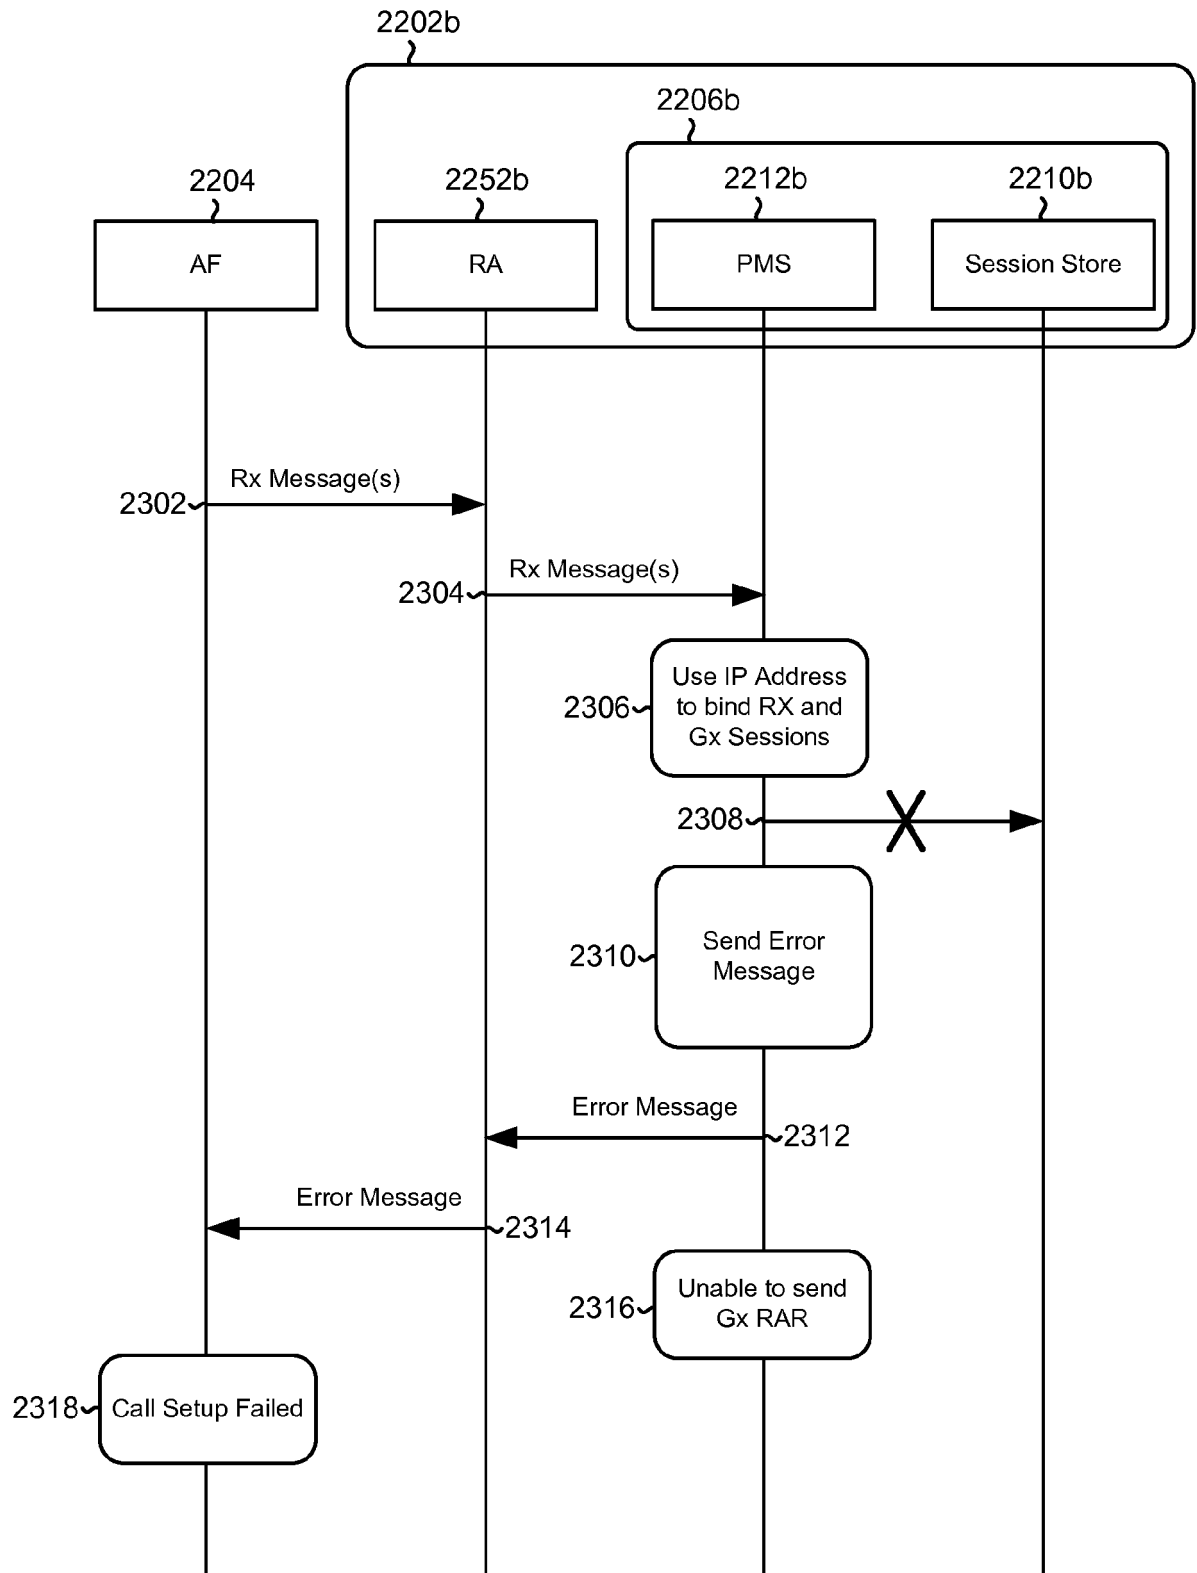 2202b
2206b
2204
2252b
2212b
2210b
AF
RA
PMS
Session Store
Rx Message(s)
2302
Rx Message(s)
2304
Use IP Address
to bind RX and
Gx Sessions
2306
2308
Send Error
Message
2310
Error Message
2312
Error Message
2314
Unable to send
Gx RAR
2316
Call Setup Failed
2318